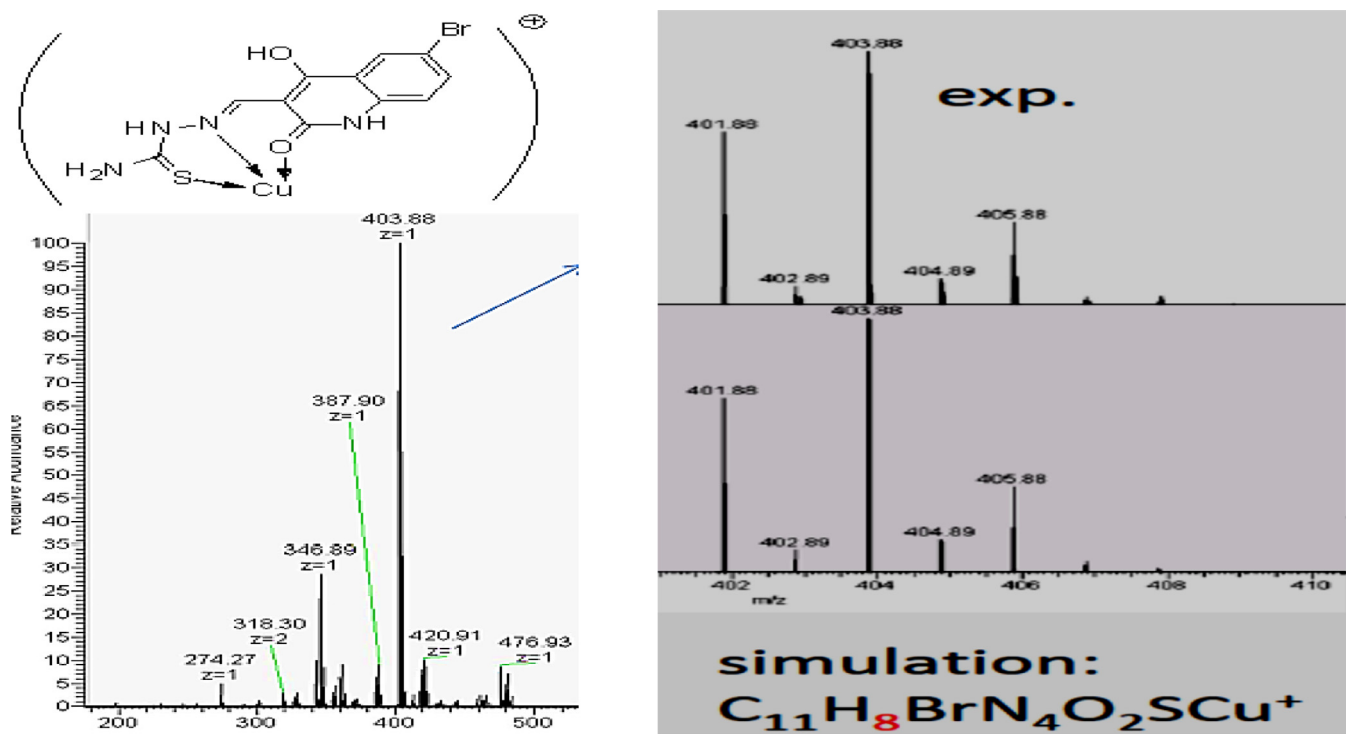 ⊕
Br
HO
HN
N
NH
O
H₂N
S
Cu
403.88
z=1
100
95
90
85
80
75
70
65
60
55
50
45
40
35
30
25
20
15
10
5
0
Relative Abundance
387.90
z=1
346.89
z=1
318.30
z=2
274.27
z=1
420.91
z=1
476.93
z=1
200
300
400
500
403.88
exp.
401.88
402.89
404.89
405.88
403.88
401.88
402.89
404.89
405.88
402
404
406
408
410
m/z
simulation:
C₁₁H₈BrN₄O₂SCu⁺